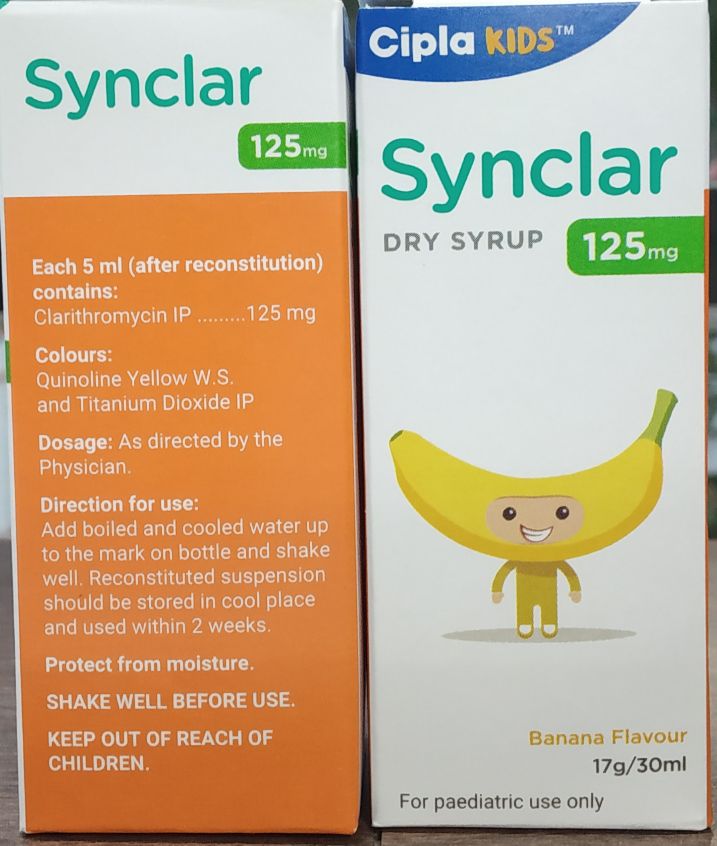 Synclar
125mg
Each 5 ml (after reconstitution)
contains:
Clarithromycin IP .........125 mg
Colours:
Quinoline Yellow W.S.
and Titanium Dioxide IP
Dosage: As directed by the
Physician.
Direction for use:
Add boiled and cooled water up
to the mark on bottle and shake
well. Reconstituted suspension
should be stored in cool place
and used within 2 weeks.
Protect from moisture.
SHAKE WELL BEFORE USE.
KEEP OUT OF REACH OF
CHILDREN.
Cipla KIDS™
Synclar
DRY SYRUP 125mg
Banana Flavour
17g/30ml
For paediatric use only